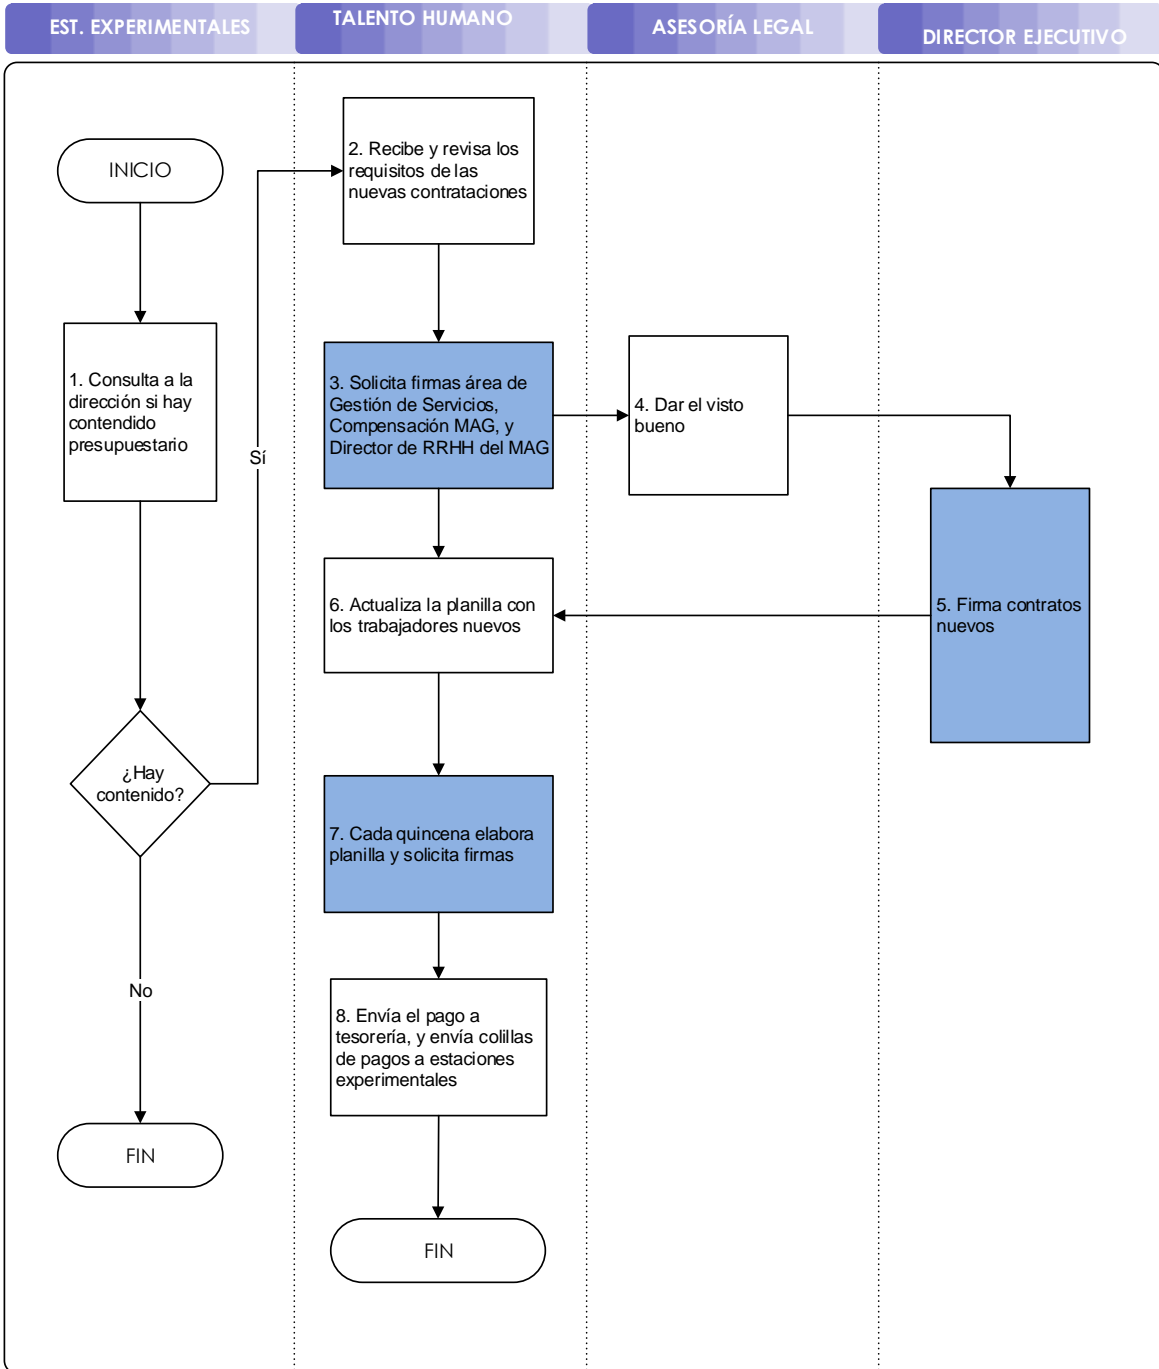 EST. EXPERIMENTALES
TALENTO HUMANO
ASESORÍA LEGAL
DIRECTOR EJECUTIVO
INICIO
1. Consulta a la
dirección si hay
contendido
presupuestario
¿Hay
contenido?
Sí
No
FIN
2. Recibe y revisa los
requisitos de las
nuevas contrataciones
3. Solicita firmas área de
Gestión de Servicios,
Compensación MAG, y
Director de RRHH del MAG
4. Dar el visto
bueno
5. Firma contratos
nuevos
6. Actualiza la planilla con
los trabajadores nuevos
7. Cada quincena elabora
planilla y solicita firmas
8. Envía el pago a
tesorería, y envía colillas
de pagos a estaciones
experimentales
FIN